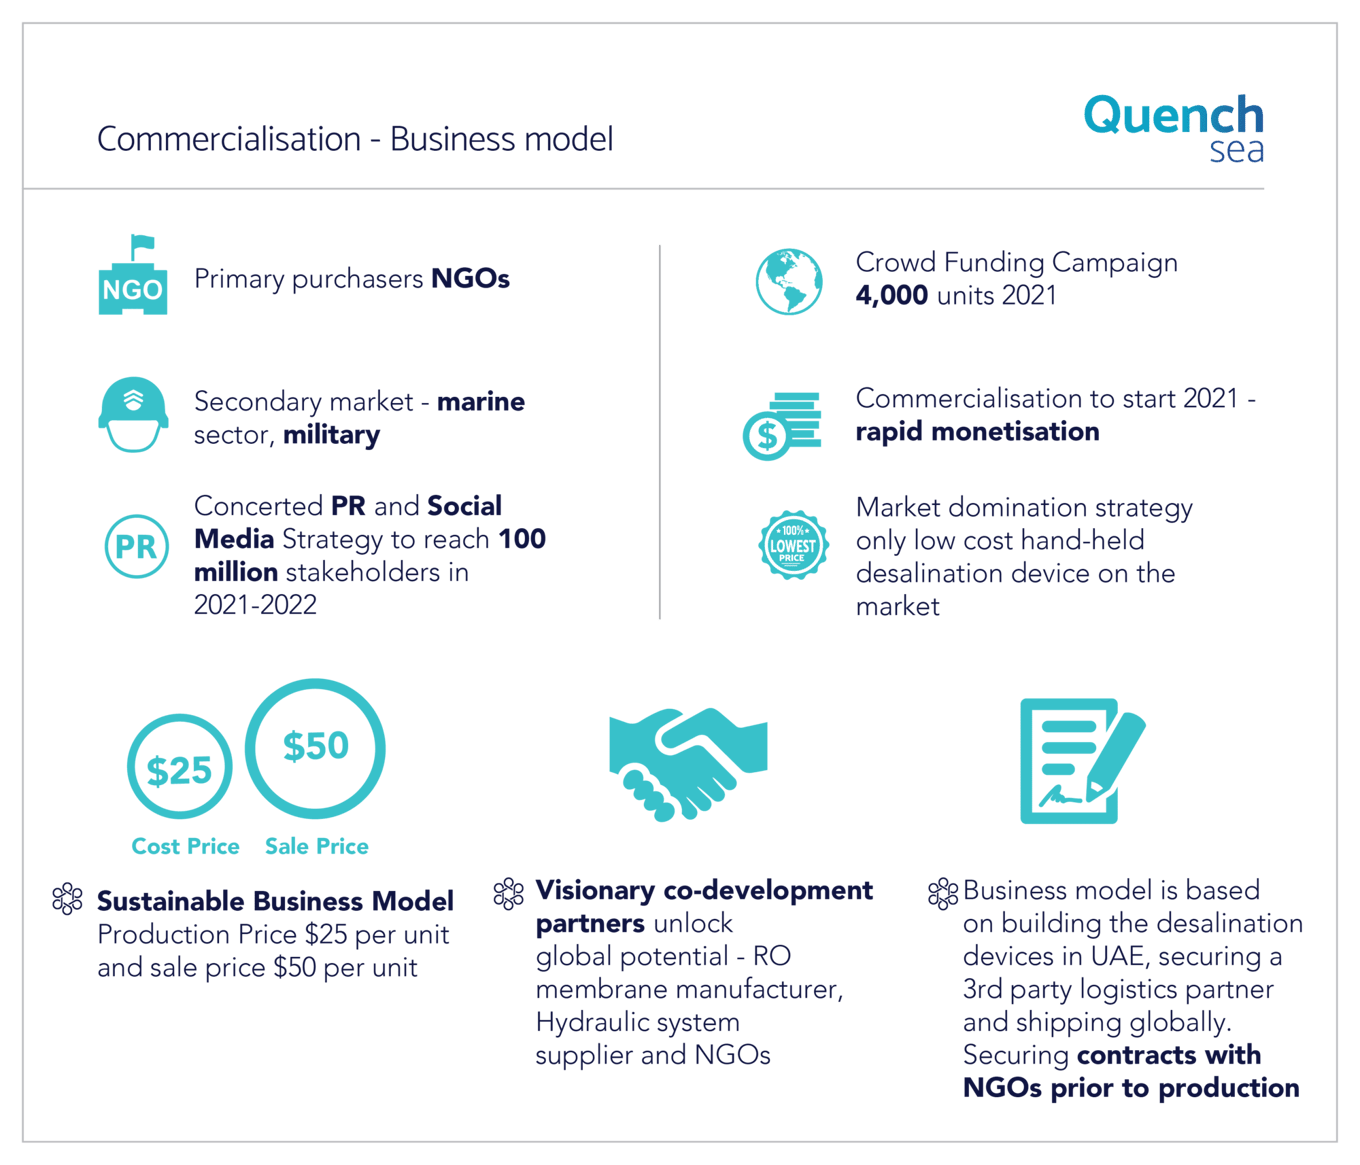 Commercialisation - Business model
Quench
sea
NGO
Primary purchasers NGOs
Secondary market - marine
sector, military
PR
Concerted PR and Social
Media Strategy to reach 100
million stakeholders in
2021-2022
Crowd Funding Campaign
4,000 units 2021
$
Commercialisation to start 2021 -
rapid monetisation
100%
LOWEST
PRICE
Market domination strategy
only low cost hand-held
desalination device on the
market
$25
$50
Cost Price
Sale Price
Sustainable Business Model
Production Price $25 per unit
and sale price $50 per unit
Visionary co-development
partners unlock
global potential - RO
membrane manufacturer,
Hydraulic system
supplier and NGOs
Business model is based
on building the desalination
devices in UAE, securing a
3rd party logistics partner
and shipping globally.
Securing contracts with
NGOs prior to production